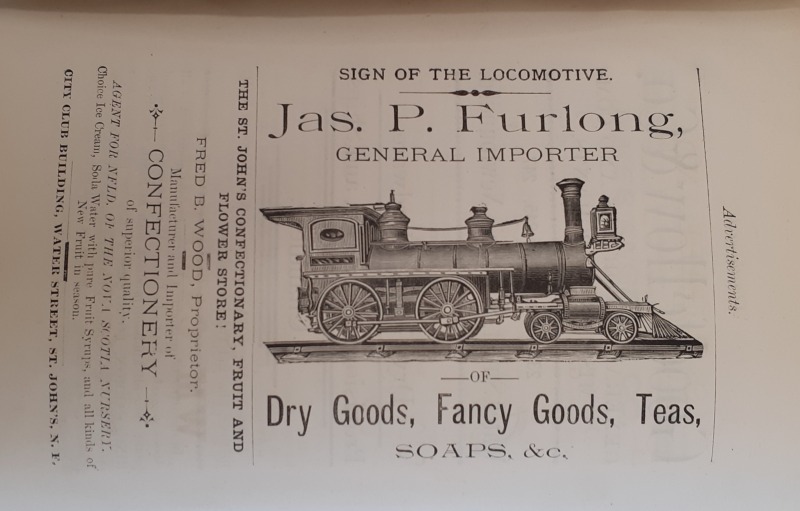 Advertisements.
SIGN OF THE LOCOMOTIVE.
Jas. P. Furlong,
GENERAL IMPORTER
—OF—
Dry Goods, Fancy Goods, Teas,
SOAPS, &c,
THE ST. JOHN'S CONFECTIONARY, FRUIT AND
FLOWER STORE!
FRED B. WOOD, Proprietor.
Manufacturer and Importer of
CONFECTIONERY
of superior quality.
AGENT FOR NFLD. OF THE NOVA SCOTIA NURSERY.
Choice Ice Cream, Soda Water with pure Fruit Syrups, and all kinds of
New Fruit in season.
CITY CLUB BUILDING, WATER STREET, ST. JOHN'S, N. F.